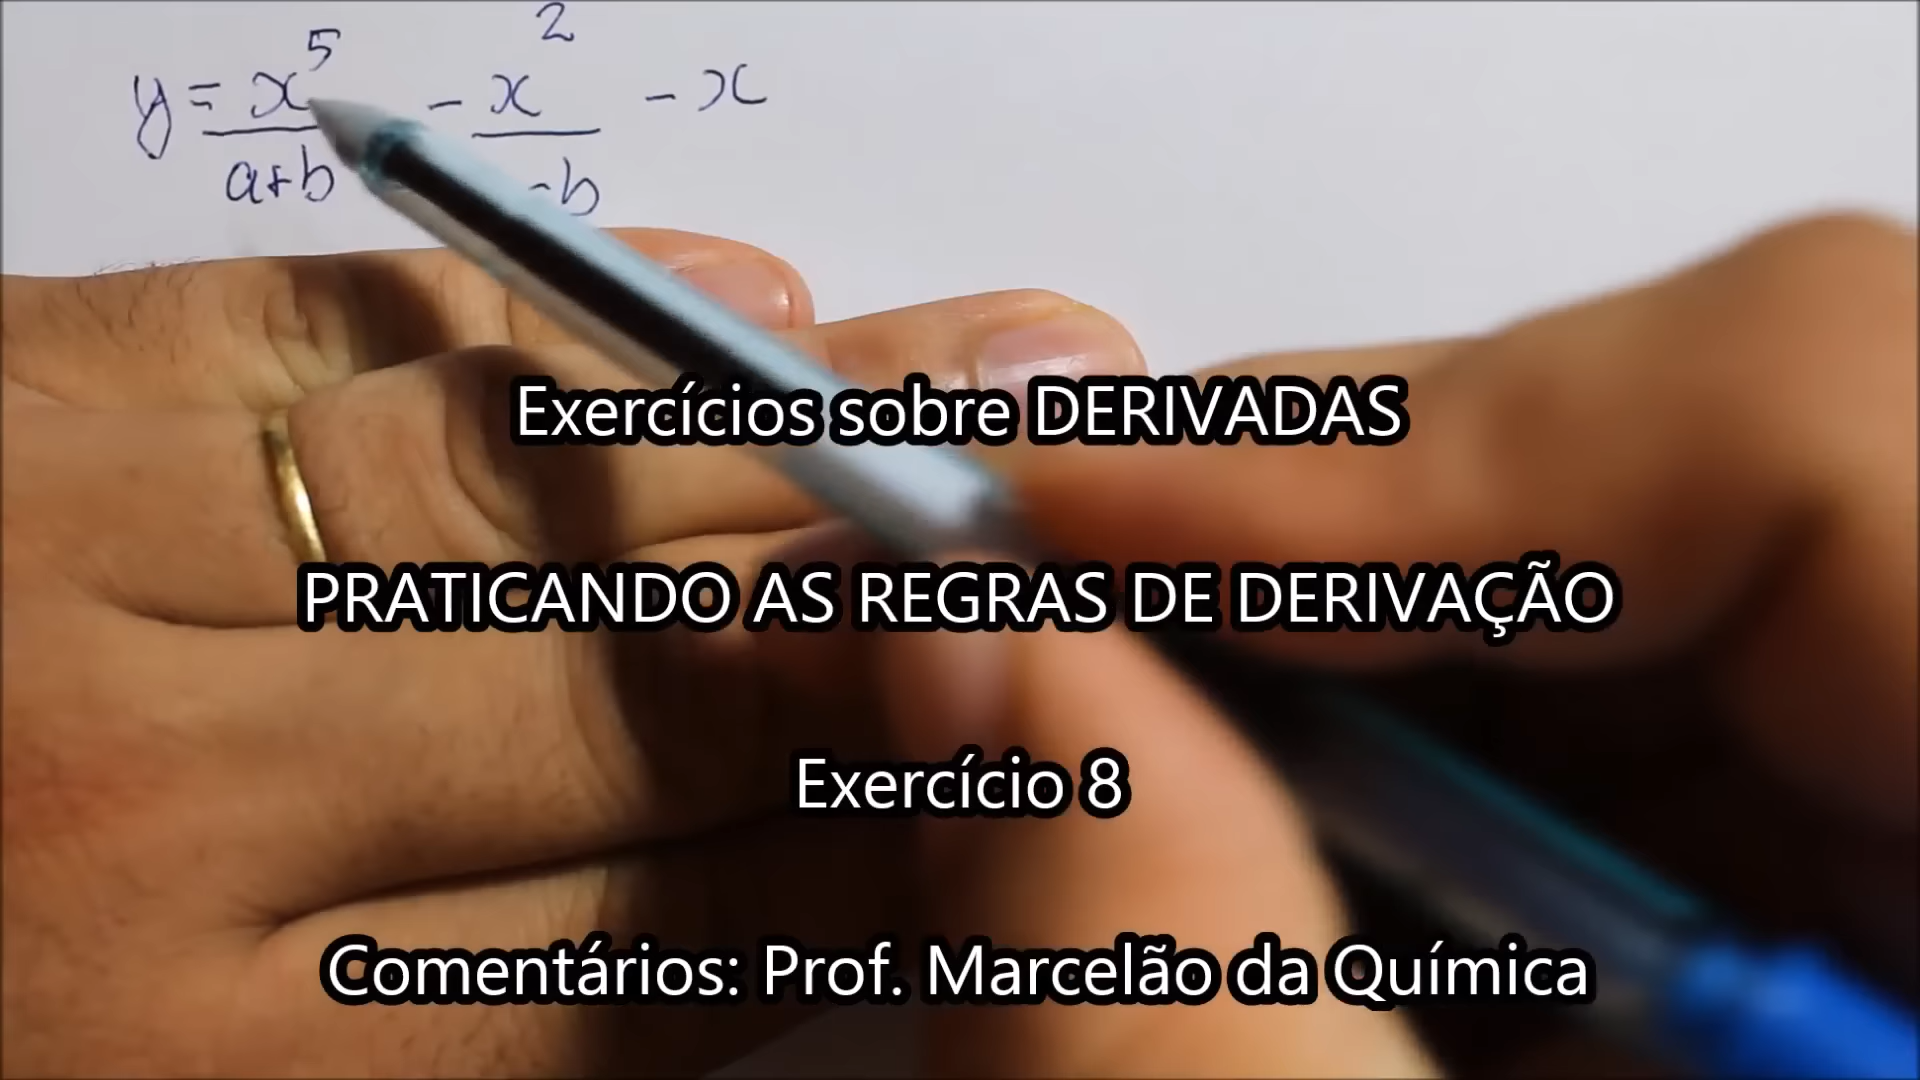 y = x⁵ - x² - x
a+b -b
Exercícios sobre DERIVADAS
PRATICANDO AS REGRAS DE DERIVAÇÃO
Exercício 8
Comentários: Prof. Marcelão da Química